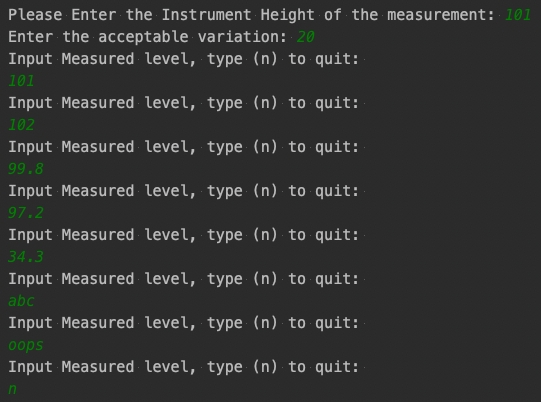 Please Enter the Instrument Height of the measurement: 101
Enter the acceptable variation: 20
Input Measured level, type (n) to quit:
101
Input Measured level, type (n) to quit:
102
Input Measured level, type (n) to quit:
99.8
Input Measured level, type (n) to quit:
97.2
Input Measured level, type (n) to quit:
34.3
Input Measured level, type (n) to quit:
abc
Input Measured level, type (n) to quit:
oops
Input Measured level, type (n) to quit:
n